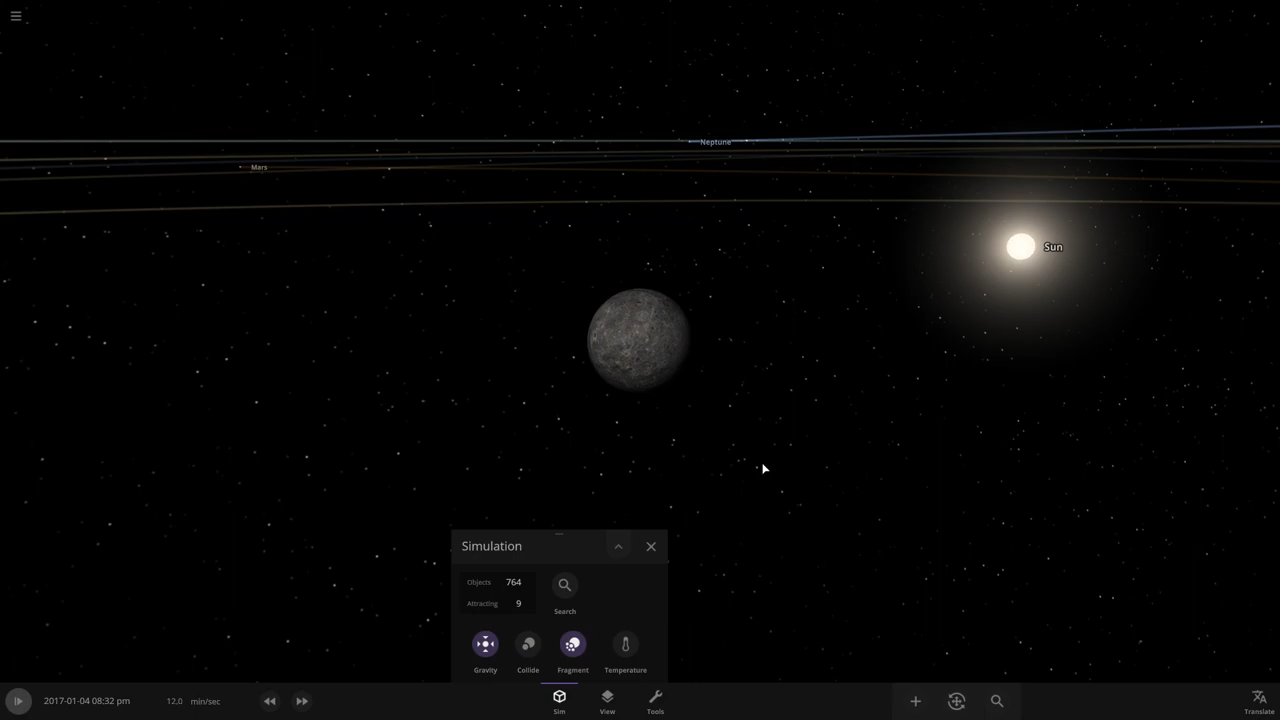 Neptune
Mars
Sun
Simulation
Objects 764
Attracting 9
Search
Gravity Collide Fragment Temperature
2017-01-04 08:32 pm 12,0 min/sec
Sim View Tools
Translate